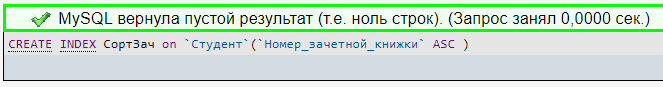 MySQL вернула пустой результат (т.е. ноль строк). (Запрос занял 0,0000 сек.)
CREATE INDEX СортЗач on `Студент`(`Номер_зачетной_книжки` ASC )